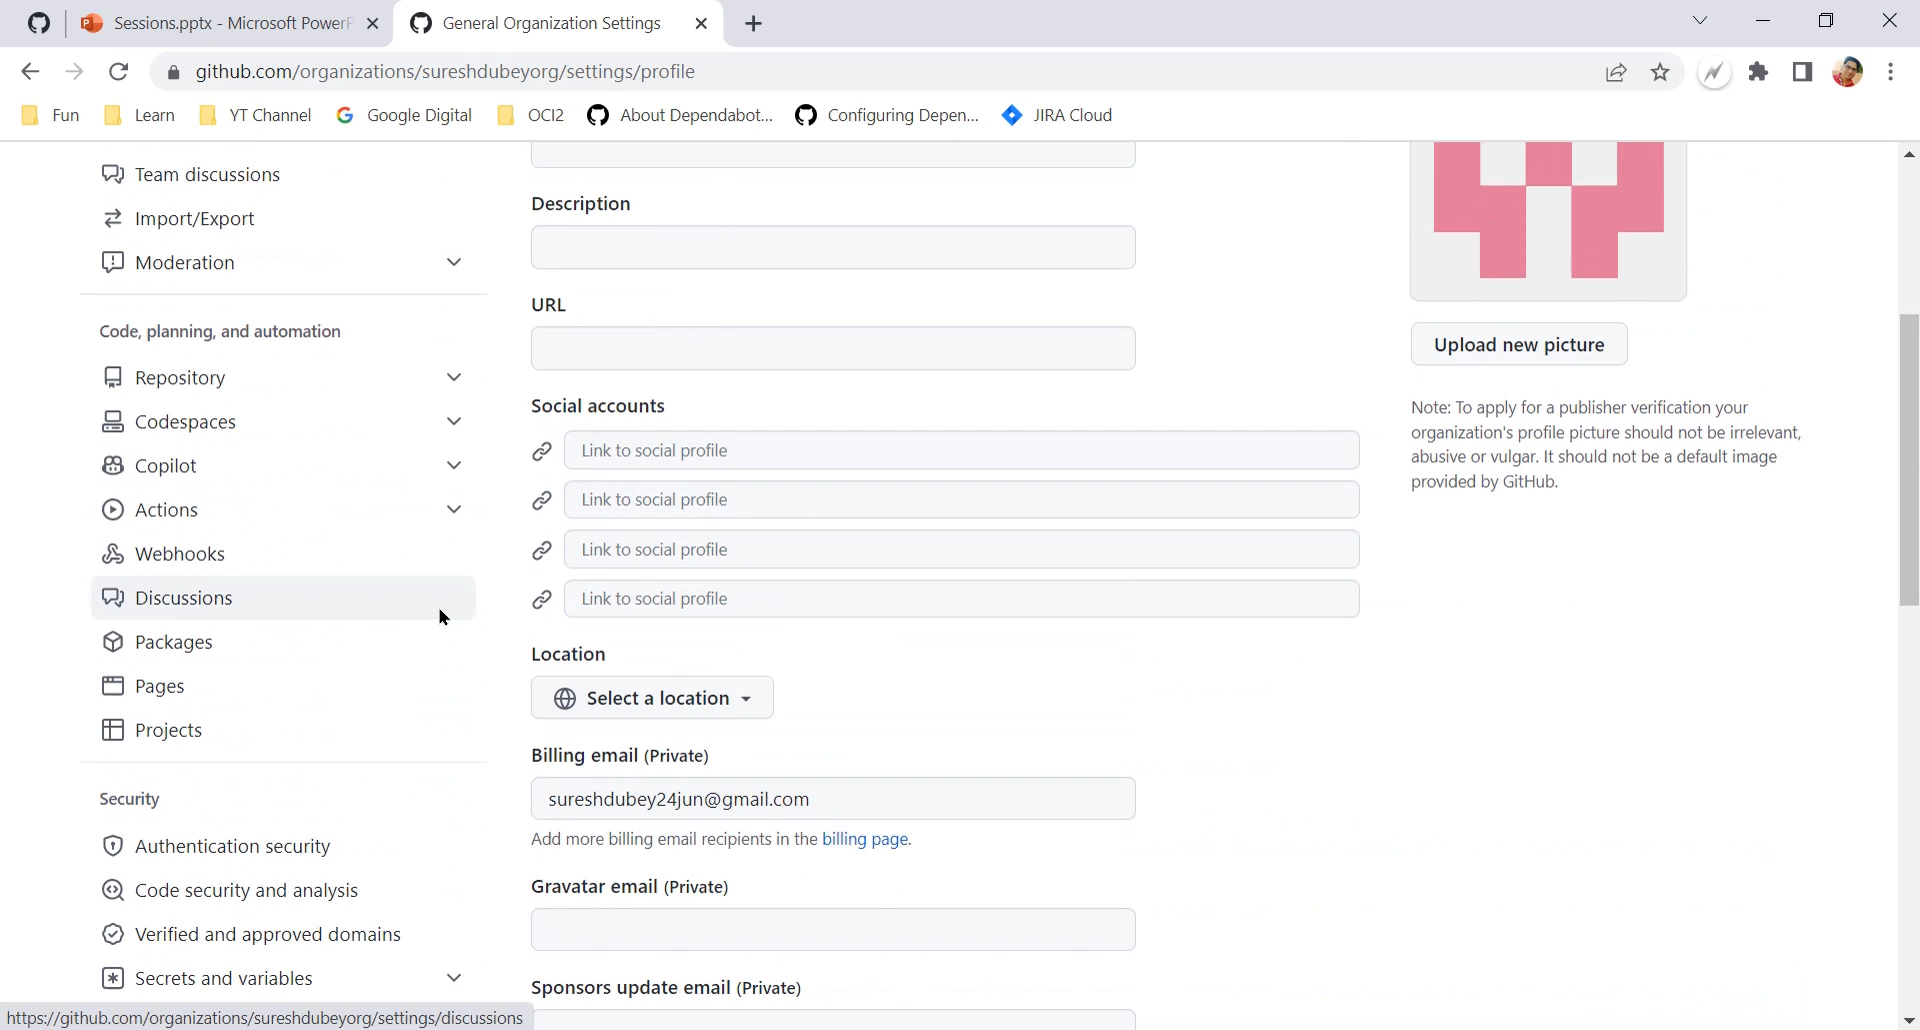 Sessions.pptx - Microsoft PowerP
General Organization Settings
github.com/organizations/sureshdubeyorg/settings/profile
Fun
Learn
YT Channel
Google Digital
OCI2
About Dependabot...
Configuring Depen...
JIRA Cloud
Team discussions
Import/Export
Moderation
Code, planning, and automation
Repository
Codespaces
Copilot
Actions
Webhooks
Discussions
Packages
Pages
Projects
Security
Authentication security
Code security and analysis
Verified and approved domains
Secrets and variables
https://github.com/organizations/sureshdubeyorg/settings/discussions
Description
URL
Social accounts
Link to social profile
Link to social profile
Link to social profile
Link to social profile
Location
Select a location
Billing email (Private)
sureshdubey24jun@gmail.com
Add more billing email recipients in the billing page.
Gravatar email (Private)
Sponsors update email (Private)
Upload new picture
Note: To apply for a publisher verification your
organization's profile picture should not be irrelevant,
abusive or vulgar. It should not be a default image
provided by GitHub.